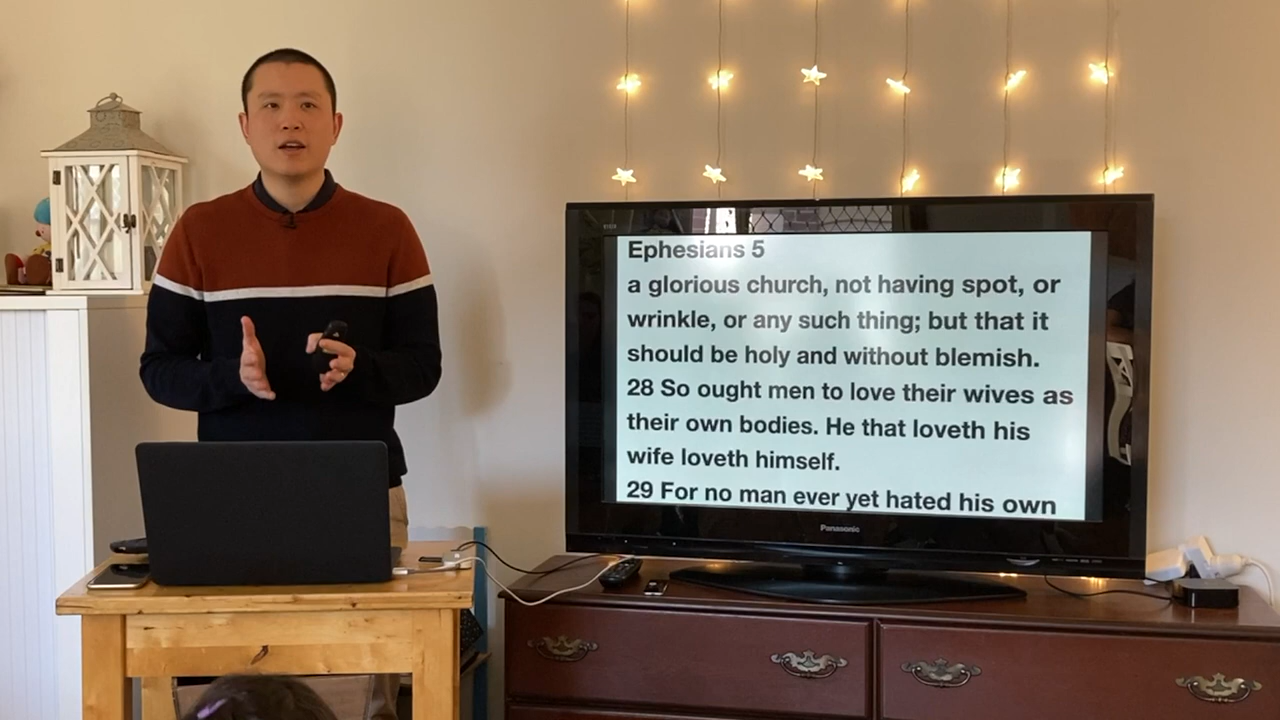 Ephesians 5
a glorious church, not having spot, or
wrinkle, or any such thing; but that it
should be holy and without blemish.
28 So ought men to love their wives as
their own bodies. He that loveth his
wife loveth himself.
29 For no man ever yet hated his own
Panasonic